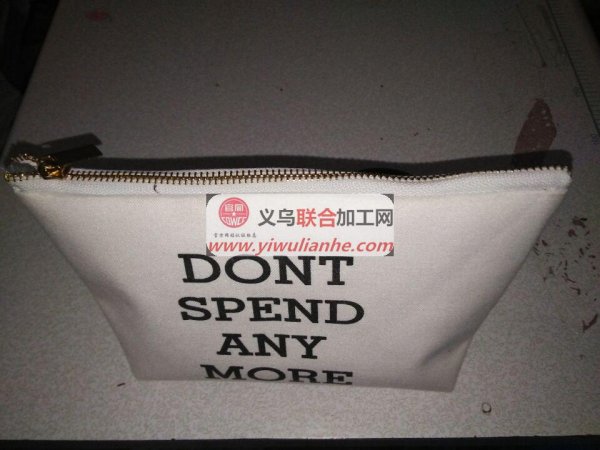 义乌联合加工网
www.yiwulianhe.com
DONT
SPEND
ANY
MORE